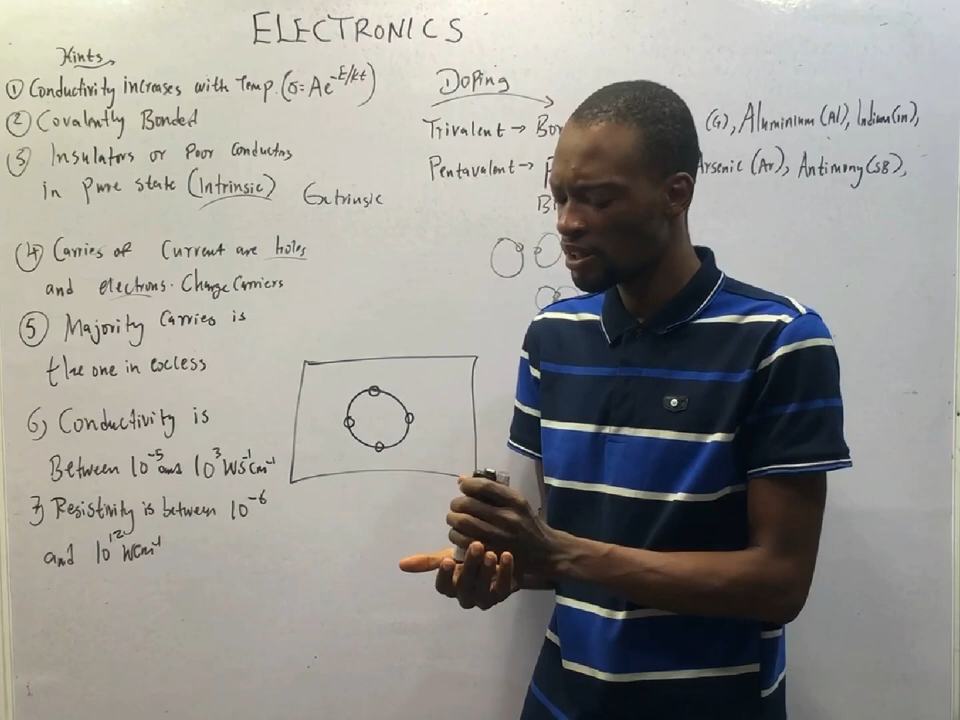 ELECTRONICS
Hints
① Conductivity increases with Temp. (σ = Ae^-E/kt)
② Covalently Bonded
③ Insulators or Poor Conductors
in pure state (Intrinsic) Extrinsic
④ Carries of Current are holes
and electrons. Charge Carriers
⑤ Majority Carries is
the one in excess
6) Conductivity is
Between 10^-5 and 10^3 Ws^-1cm^-1
7) Resistivity is between 10^-6
and 10^12 Wcm^-1
Doping
Trivalent → Bor (G), Aluminium (Al), Indium (in),
Pentavalent → P Arsenic (Ar), Antimony (SB),
Bi